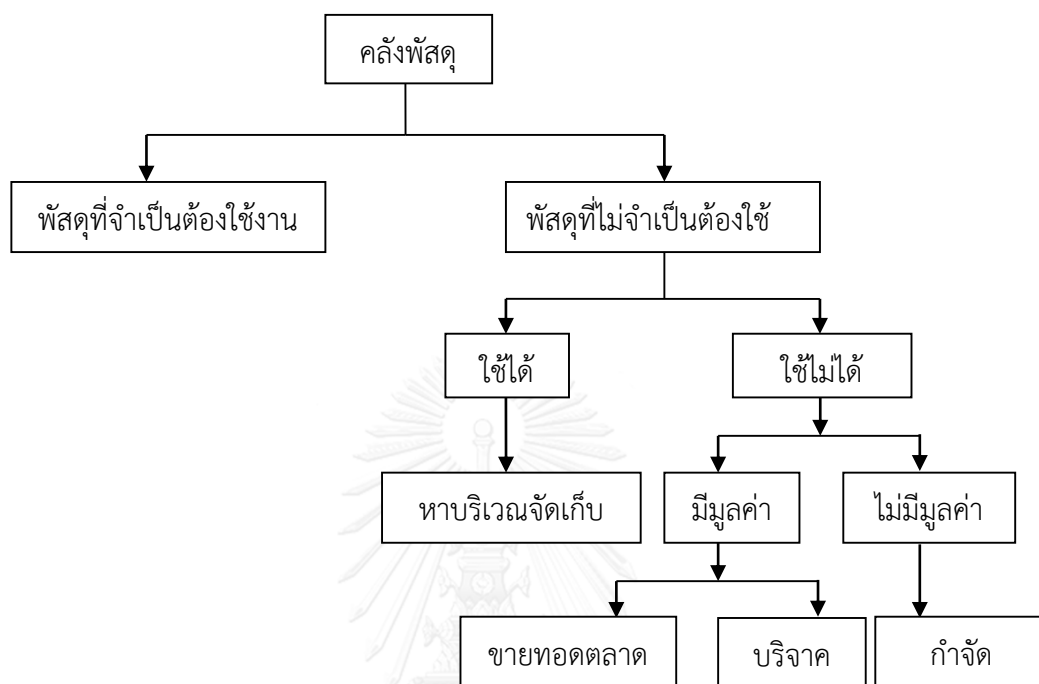 คลังพัสดุ
พัสดุที่จำเป็นต้องใช้งาน
พัสดุที่ไม่จำเป็นต้องใช้
ใช้ได้
ใช้ไม่ได้
หาบริเวณจัดเก็บ
มีมูลค่า
ไม่มีมูลค่า
ขายทอดตลาด
บริจาค
กำจัด